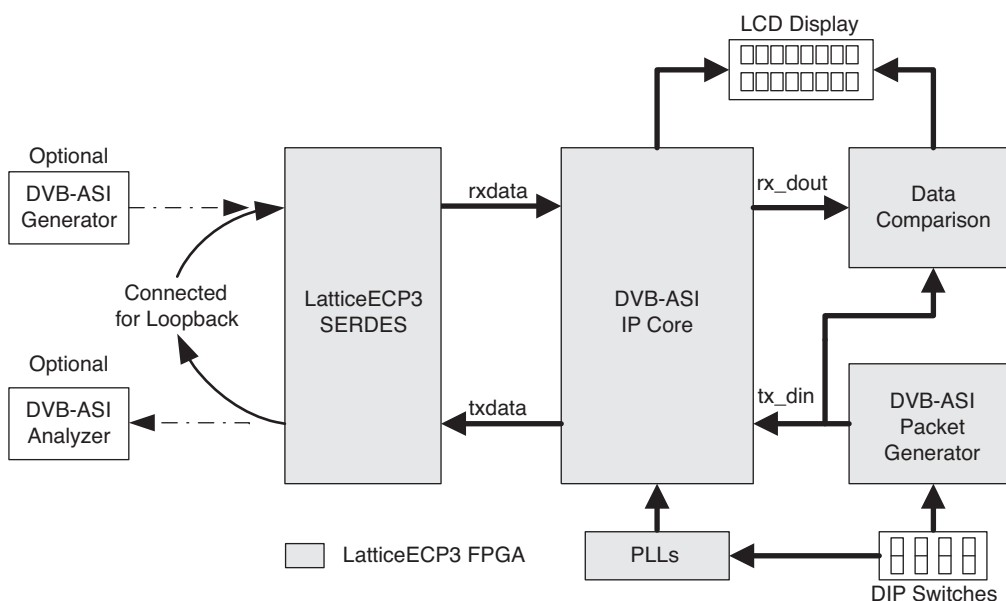 LCD Display
Optional
DVB-ASI
Generator
rxdata
rx_dout
Data
Comparison
Connected
for Loopback
LatticeECP3
SERDES
DVB-ASI
IP Core
Optional
DVB-ASI
Analyzer
txdata
tx_din
DVB-ASI
Packet
Generator
LatticeECP3 FPGA
PLLs
DIP Switches